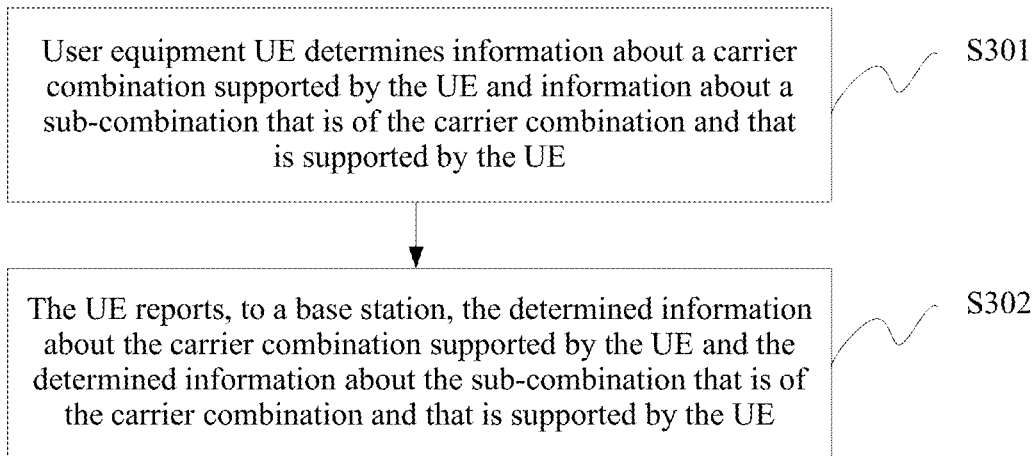 User equipment UE determines information about a carrier
combination supported by the UE and information about a
sub-combination that is of the carrier combination and that
is supported by the UE
S301
The UE reports, to a base station, the determined information
about the carrier combination supported by the UE and the
determined information about the sub-combination that is of
the carrier combination and that is supported by the UE
S302